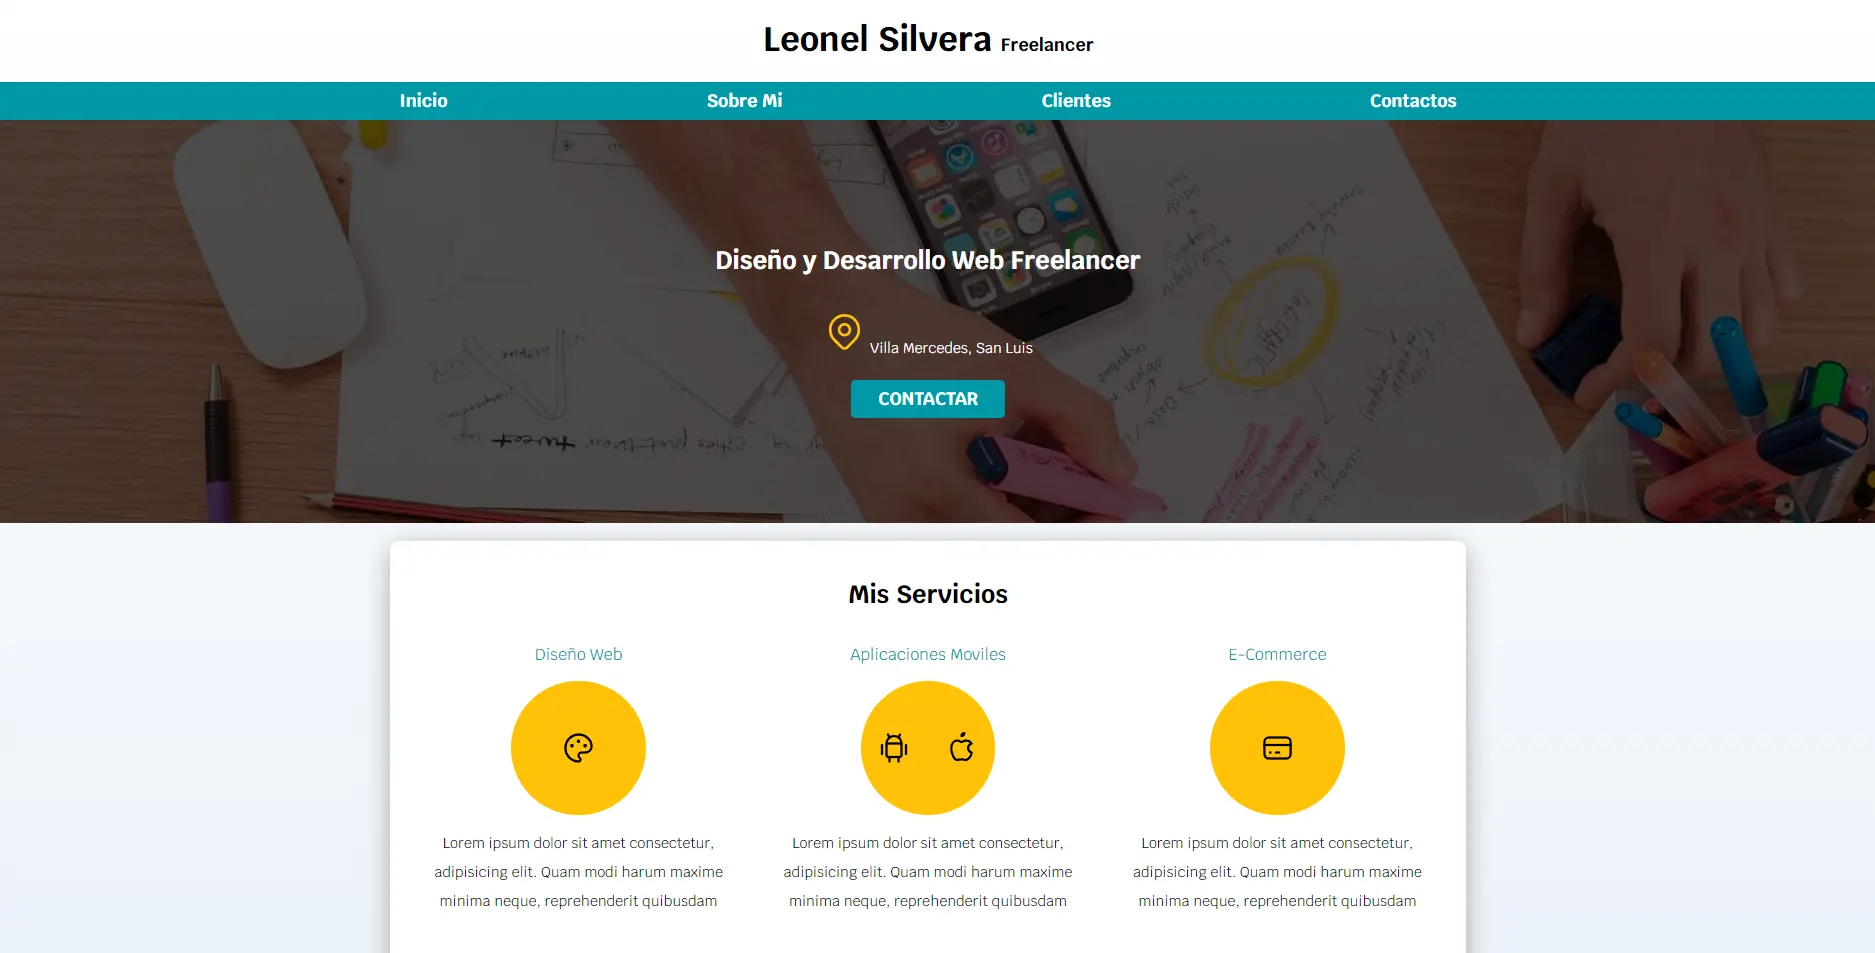 Leonel Silvera Freelancer
Inicio Sobre Mi Clientes Contactos
Diseño y Desarrollo Web Freelancer
Villa Mercedes, San Luis
CONTACTAR
Mis Servicios
Diseño Web
Lorem ipsum dolor sit amet consectetur,
adipisicing elit. Quam modi harum maxime
minima neque, reprehenderit quibusdam
Aplicaciones Moviles
Lorem ipsum dolor sit amet consectetur,
adipisicing elit. Quam modi harum maxime
minima neque, reprehenderit quibusdam
E-Commerce
Lorem ipsum dolor sit amet consectetur,
adipisicing elit. Quam modi harum maxime
minima neque, reprehenderit quibusdam